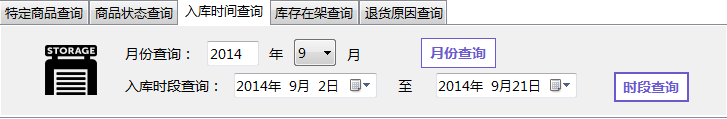 特定商品查询 商品状态查询 入库时间查询 库存在架查询 退货原因查询
STORAGE
月份查询： 2014 年 9 月 月份查询
入库时段查询： 2014年 9月 2日 至 2014年 9月21日 时段查询